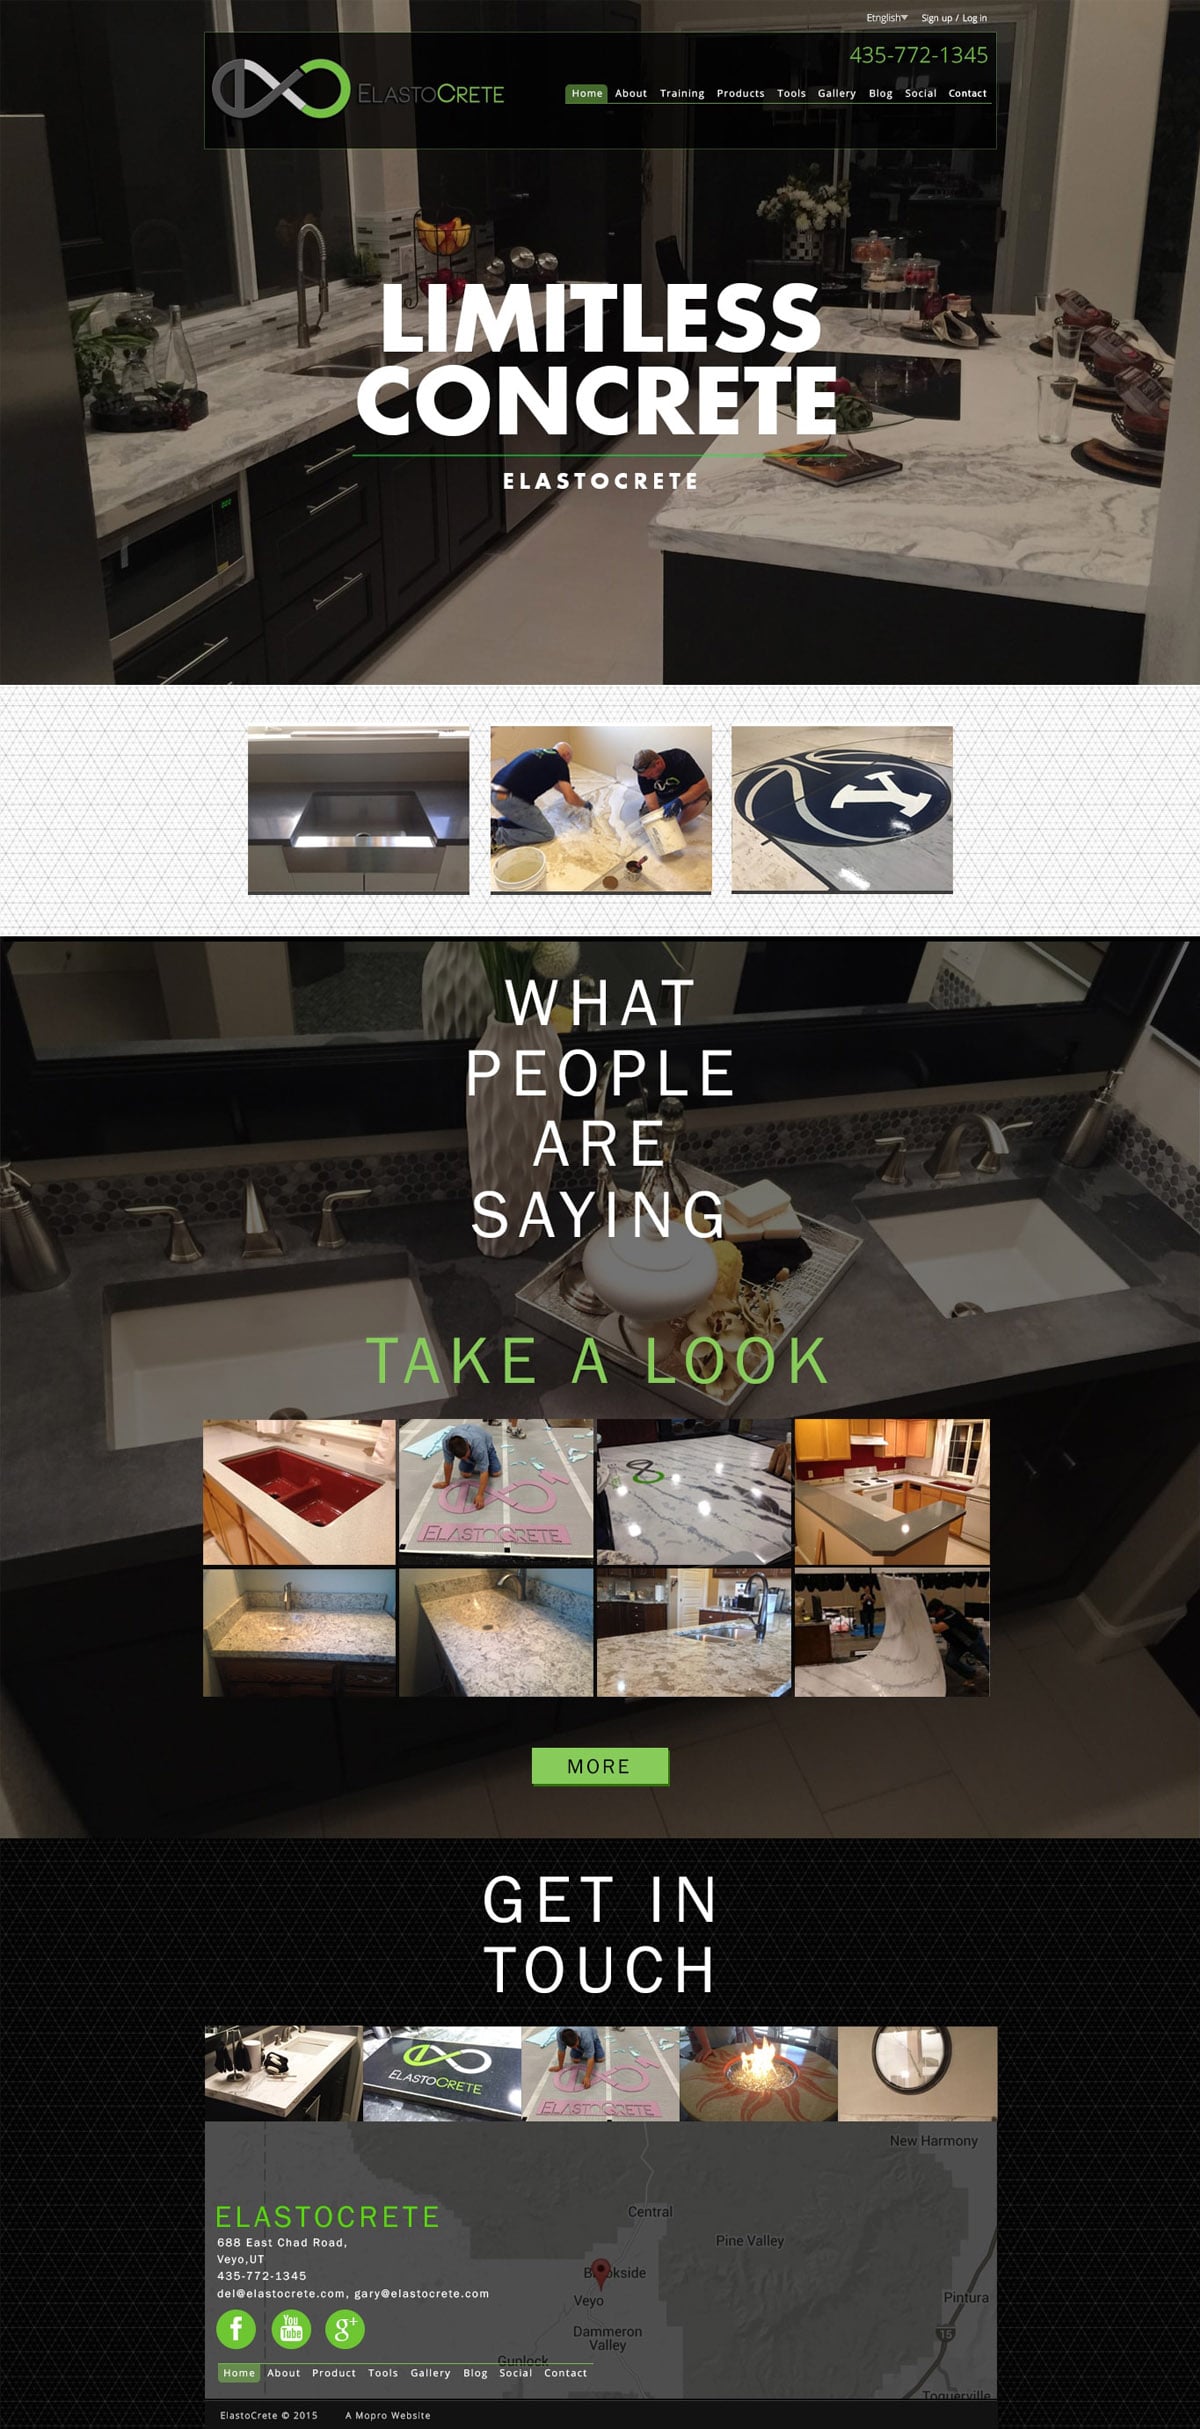 Etnglish Sign up / Log in
435-772-1345
ELASTOCRETE
Home About Training Products Tools Gallery Blog Social Contact
LIMITLESS
CONCRETE
ELASTOCRETE
Y
WHAT
PEOPLE
ARE
SAYING
TAKE A LOOK
ELASTOCRETE
MORE
GET IN
TOUCH
ELASTOCRETE
ELASTOCRETE
New Harmony
Central
Pine Valley
ELASTOCRETE
688 East Chad Road,
Veyo,UT
435-772-1345
del@elastocrete.com, gary@elastocrete.com
Brookside
Veyo
Pintura
Dammeron
Valley
15
Gunlock
f You Tube g+
Home About Product Tools Gallery Blog Social Contact
Toquerville
ElastoCrete © 2015 A Mopro Website